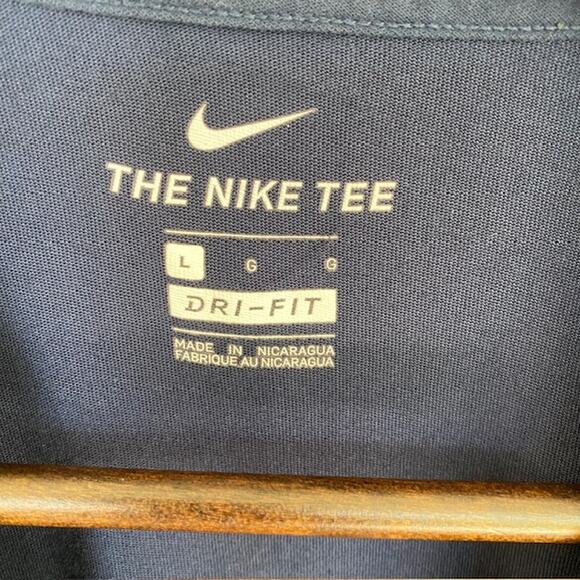 THE NIKE TEE
L G G
DRI-FIT
MADE IN NICARAGUA
FABRIQUE AU NICARAGUA